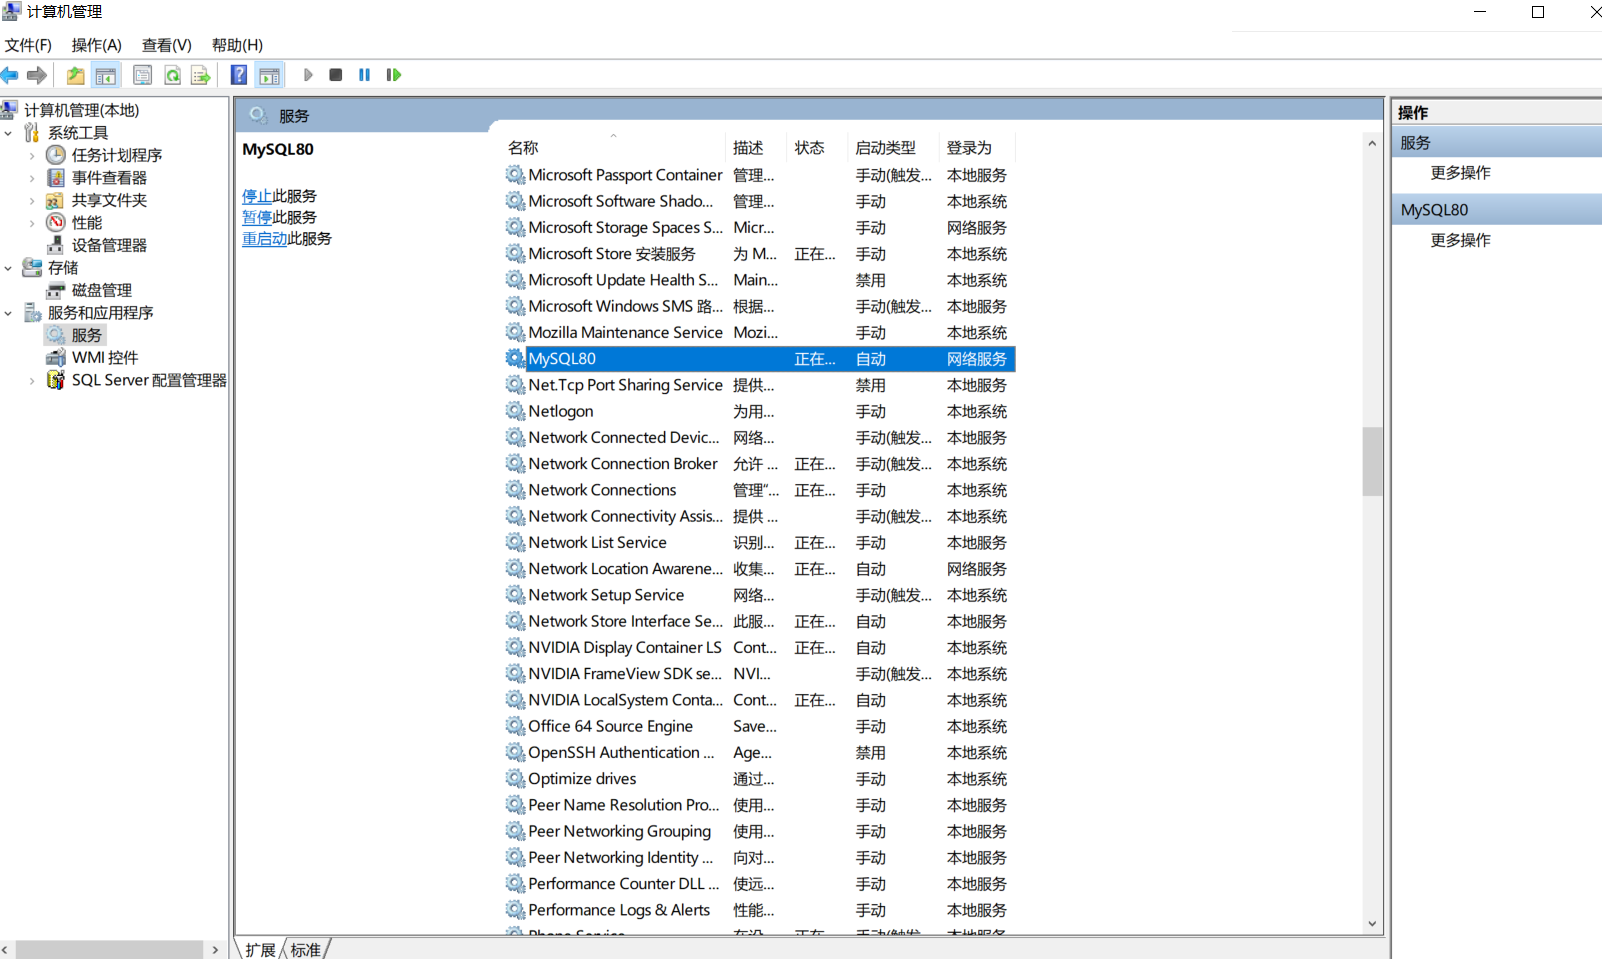 计算机管理
文件(F) 操作(A) 查看(V) 帮助(H)
计算机管理(本地)
系统工具
任务计划程序
事件查看器
共享文件夹
性能
设备管理器
存储
磁盘管理
服务和应用程序
服务
WMI 控件
SQL Server 配置管理器
服务
MySQL80
停止此服务
暂停此服务
重启动此服务
名称 描述 状态 启动类型 登录为
Microsoft Passport Container 管理... 手动(触发... 本地服务
Microsoft Software Shado... 管理... 手动 本地系统
Microsoft Storage Spaces S... Micr... 手动 网络服务
Microsoft Store 安装服务 为 M... 正在... 手动 本地系统
Microsoft Update Health S... Main... 禁用 本地系统
Microsoft Windows SMS 路... 根据... 手动(触发... 本地系统
Mozilla Maintenance Service Mozi... 手动 本地系统
MySQL80 正在... 自动 网络服务
Net.Tcp Port Sharing Service 提供... 禁用 本地服务
Netlogon 为用... 手动 本地系统
Network Connected Devic... 网络... 手动(触发... 本地服务
Network Connection Broker 允许 ... 正在... 手动(触发... 本地系统
Network Connections 管理“... 正在... 手动 本地系统
Network Connectivity Assis... 提供 ... 手动(触发... 本地系统
Network List Service 识别... 正在... 手动 本地服务
Network Location Awarene... 收集... 正在... 自动 网络服务
Network Setup Service 网络... 手动(触发... 本地系统
Network Store Interface Se... 此服... 正在... 自动 本地服务
NVIDIA Display Container LS Cont... 正在... 自动 本地系统
NVIDIA FrameView SDK se... NVI... 手动(触发... 本地系统
NVIDIA LocalSystem Conta... Cont... 正在... 自动 本地系统
Office 64 Source Engine Save... 手动 本地系统
OpenSSH Authentication ... Age... 禁用 本地系统
Optimize drives 通过... 手动 本地系统
Peer Name Resolution Pro... 使用... 手动 本地服务
Peer Networking Grouping 使用... 手动 本地服务
Peer Networking Identity ... 向对... 手动 本地服务
Performance Counter DLL ... 使远... 手动 本地服务
Performance Logs & Alerts 性能... 手动 本地服务
Phone Service 在设... 正在... 手动(触发... 本地服务
扩展 标准
操作
服务
更多操作
MySQL80
更多操作